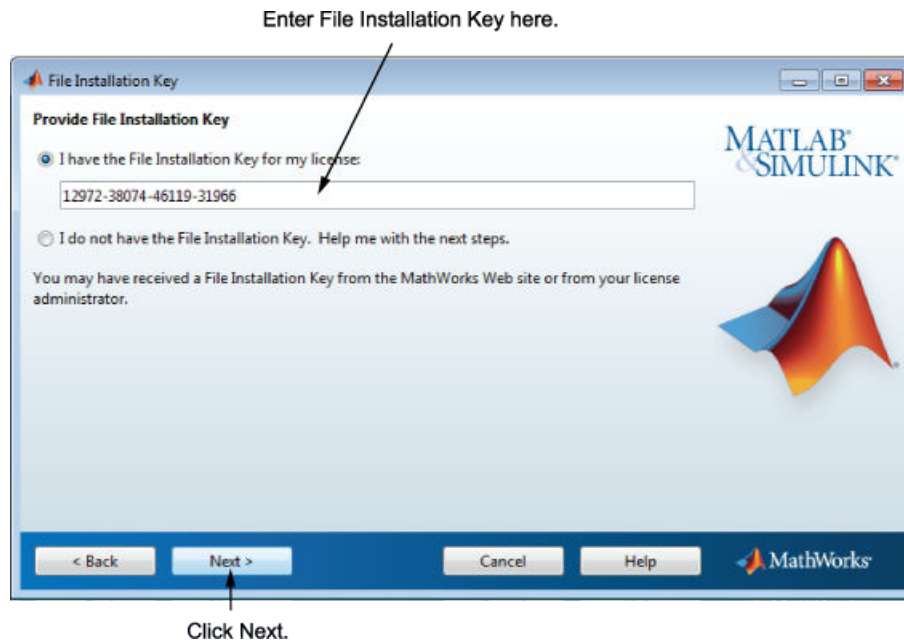 Enter File Installation Key here.
File Installation Key
Provide File Installation Key
MATLAB®
&SIMULINK®
I have the File Installation Key for my license:
12972-38074-46119-31966
I do not have the File Installation Key. Help me with the next steps.
You may have received a File Installation Key from the MathWorks Web site or from your license
administrator.
< Back
Next >
Cancel
Help
MathWorks®
Click Next.